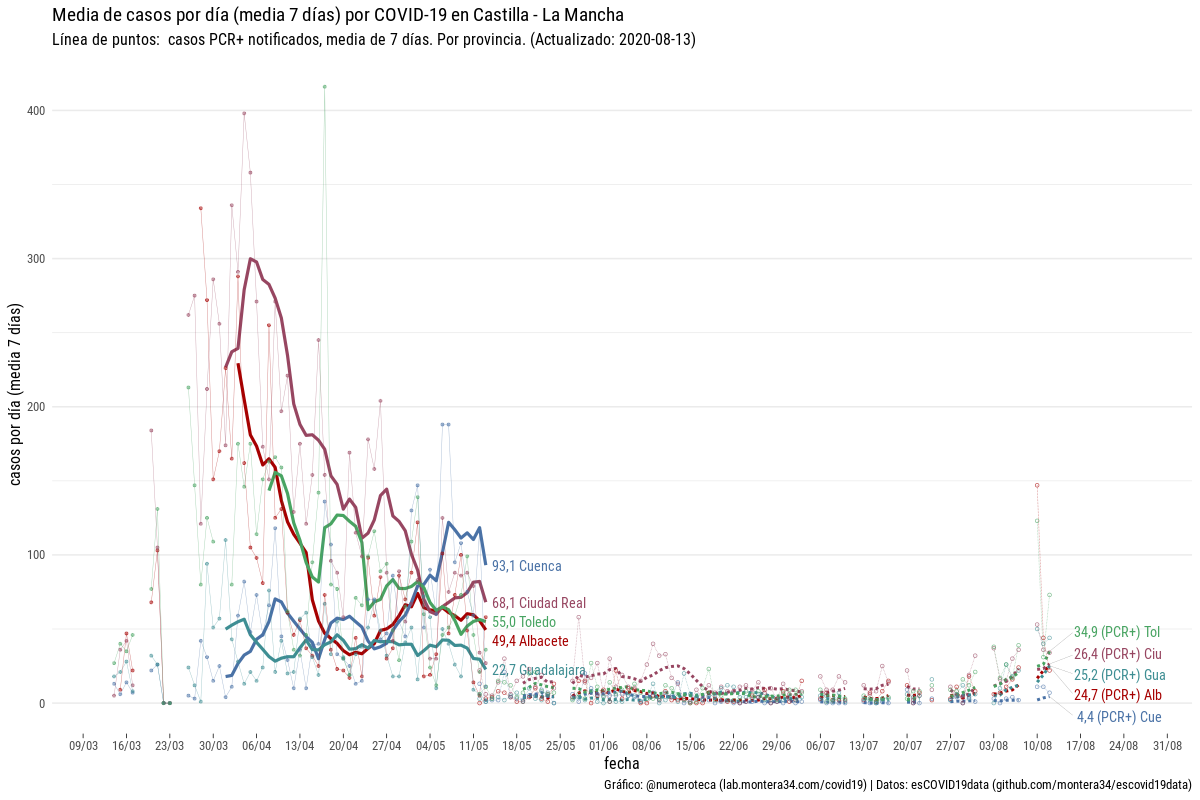 Media de casos por día (media 7 días) por COVID-19 en Castilla - La Mancha
Línea de puntos:  casos PCR+ notificados, media de 7 días. Por provincia. (Actualizado: 2020-08-13)
casos por día (media 7 días)
400
300
200
100
0
93,1 Cuenca
68,1 Ciudad Real
55,0 Toledo
49,4 Albacete
22,7 Guadalajara
34,9 (PCR+) Tol
26,4 (PCR+) Ciu
25,2 (PCR+) Gua
24,7 (PCR+) Alb
4,4 (PCR+) Cue
09/03 16/03 23/03 30/03 06/04 13/04 20/04 27/04 04/05 11/05 18/05 25/05 01/06 08/06 15/06 22/06 29/06 06/07 13/07 20/07 27/07 03/08 10/08 17/08 24/08 31/08
fecha
Gráfico: @numeroteca (lab.montera34.com/covid19) | Datos: esCOVID19data (github.com/montera34/escovid19data)